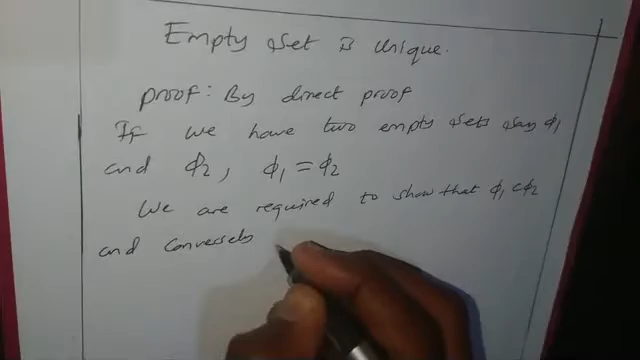 Empty set is unique.
proof: By direct proof
If we have two empty sets say ϕ1
and ϕ2, ϕ1 = ϕ2
We are required to show that ϕ1 ⊂ ϕ2
and conversely